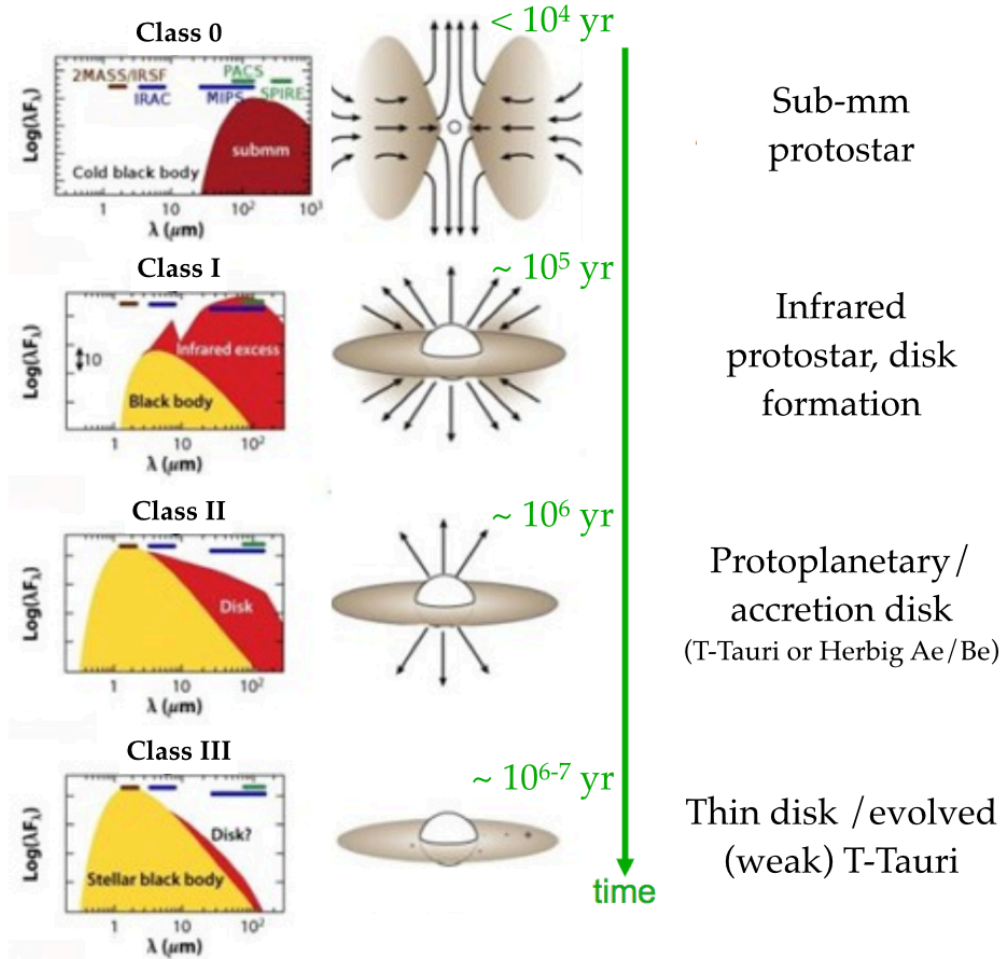 Class 0
< 10⁴ yr
2MASS/IRSF
PACS
IRAC
MIPS
SPIRE
submm
Cold black body
Log(λFλ)
1
10
10²
10³
λ (μm)
Sub-mm
protostar
Class I
~ 10⁵ yr
10
Infrared excess
Black body
Log(λFλ)
1
10
10²
λ (μm)
Infrared
protostar, disk
formation
Class II
~ 10⁶ yr
Disk
Log(λFλ)
1
10
10²
λ (μm)
Protoplanetary/
accretion disk
(T-Tauri or Herbig Ae/Be)
Class III
~ 10⁶⁻⁷ yr
Disk?
Stellar black body
Log(λFλ)
1
10
10²
λ (μm)
Thin disk /evolved
(weak) T-Tauri
time